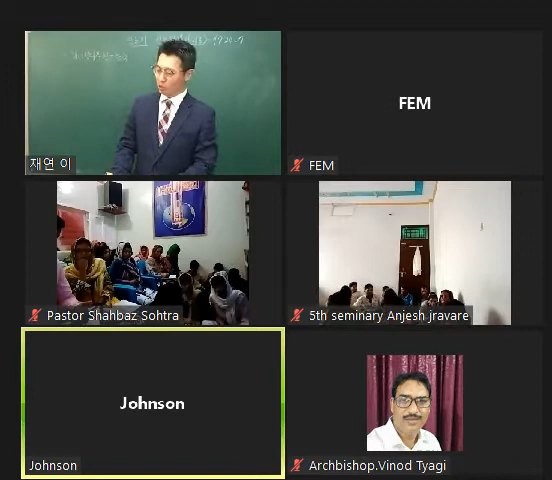 재연 이
FEM
FEM
Pastor Shahbaz Sohtra
5th seminary Anjesh jravare
Johnson
Johnson
Archbishop.Vinod Tyagi